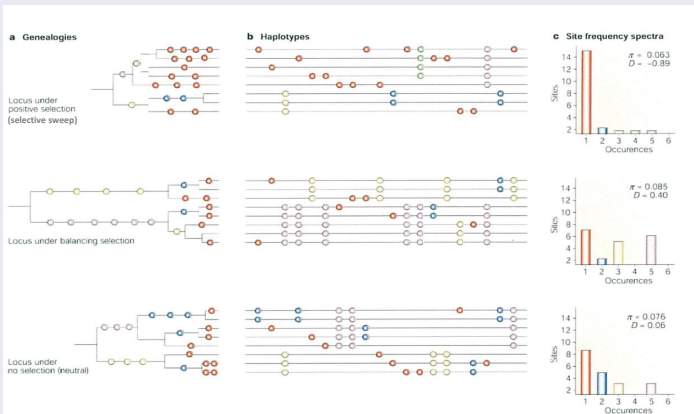 a Genealogies
b Haplotypes
c Site frequency spectra
Locus under
positive selection
(selective sweep)
π = 0.063
D = -0.89
Sites
14
12
10
8
6
4
2
1 2 3 4 5 6
Occurences
Locus under balancing selection
π = 0.085
D = 0.40
Sites
14
12
10
8
6
4
2
1 2 3 4 5 6
Occurences
Locus under
no selection (neutral)
π = 0.076
D = 0.06
Sites
14
12
10
8
6
4
2
1 2 3 4 5 6
Occurences